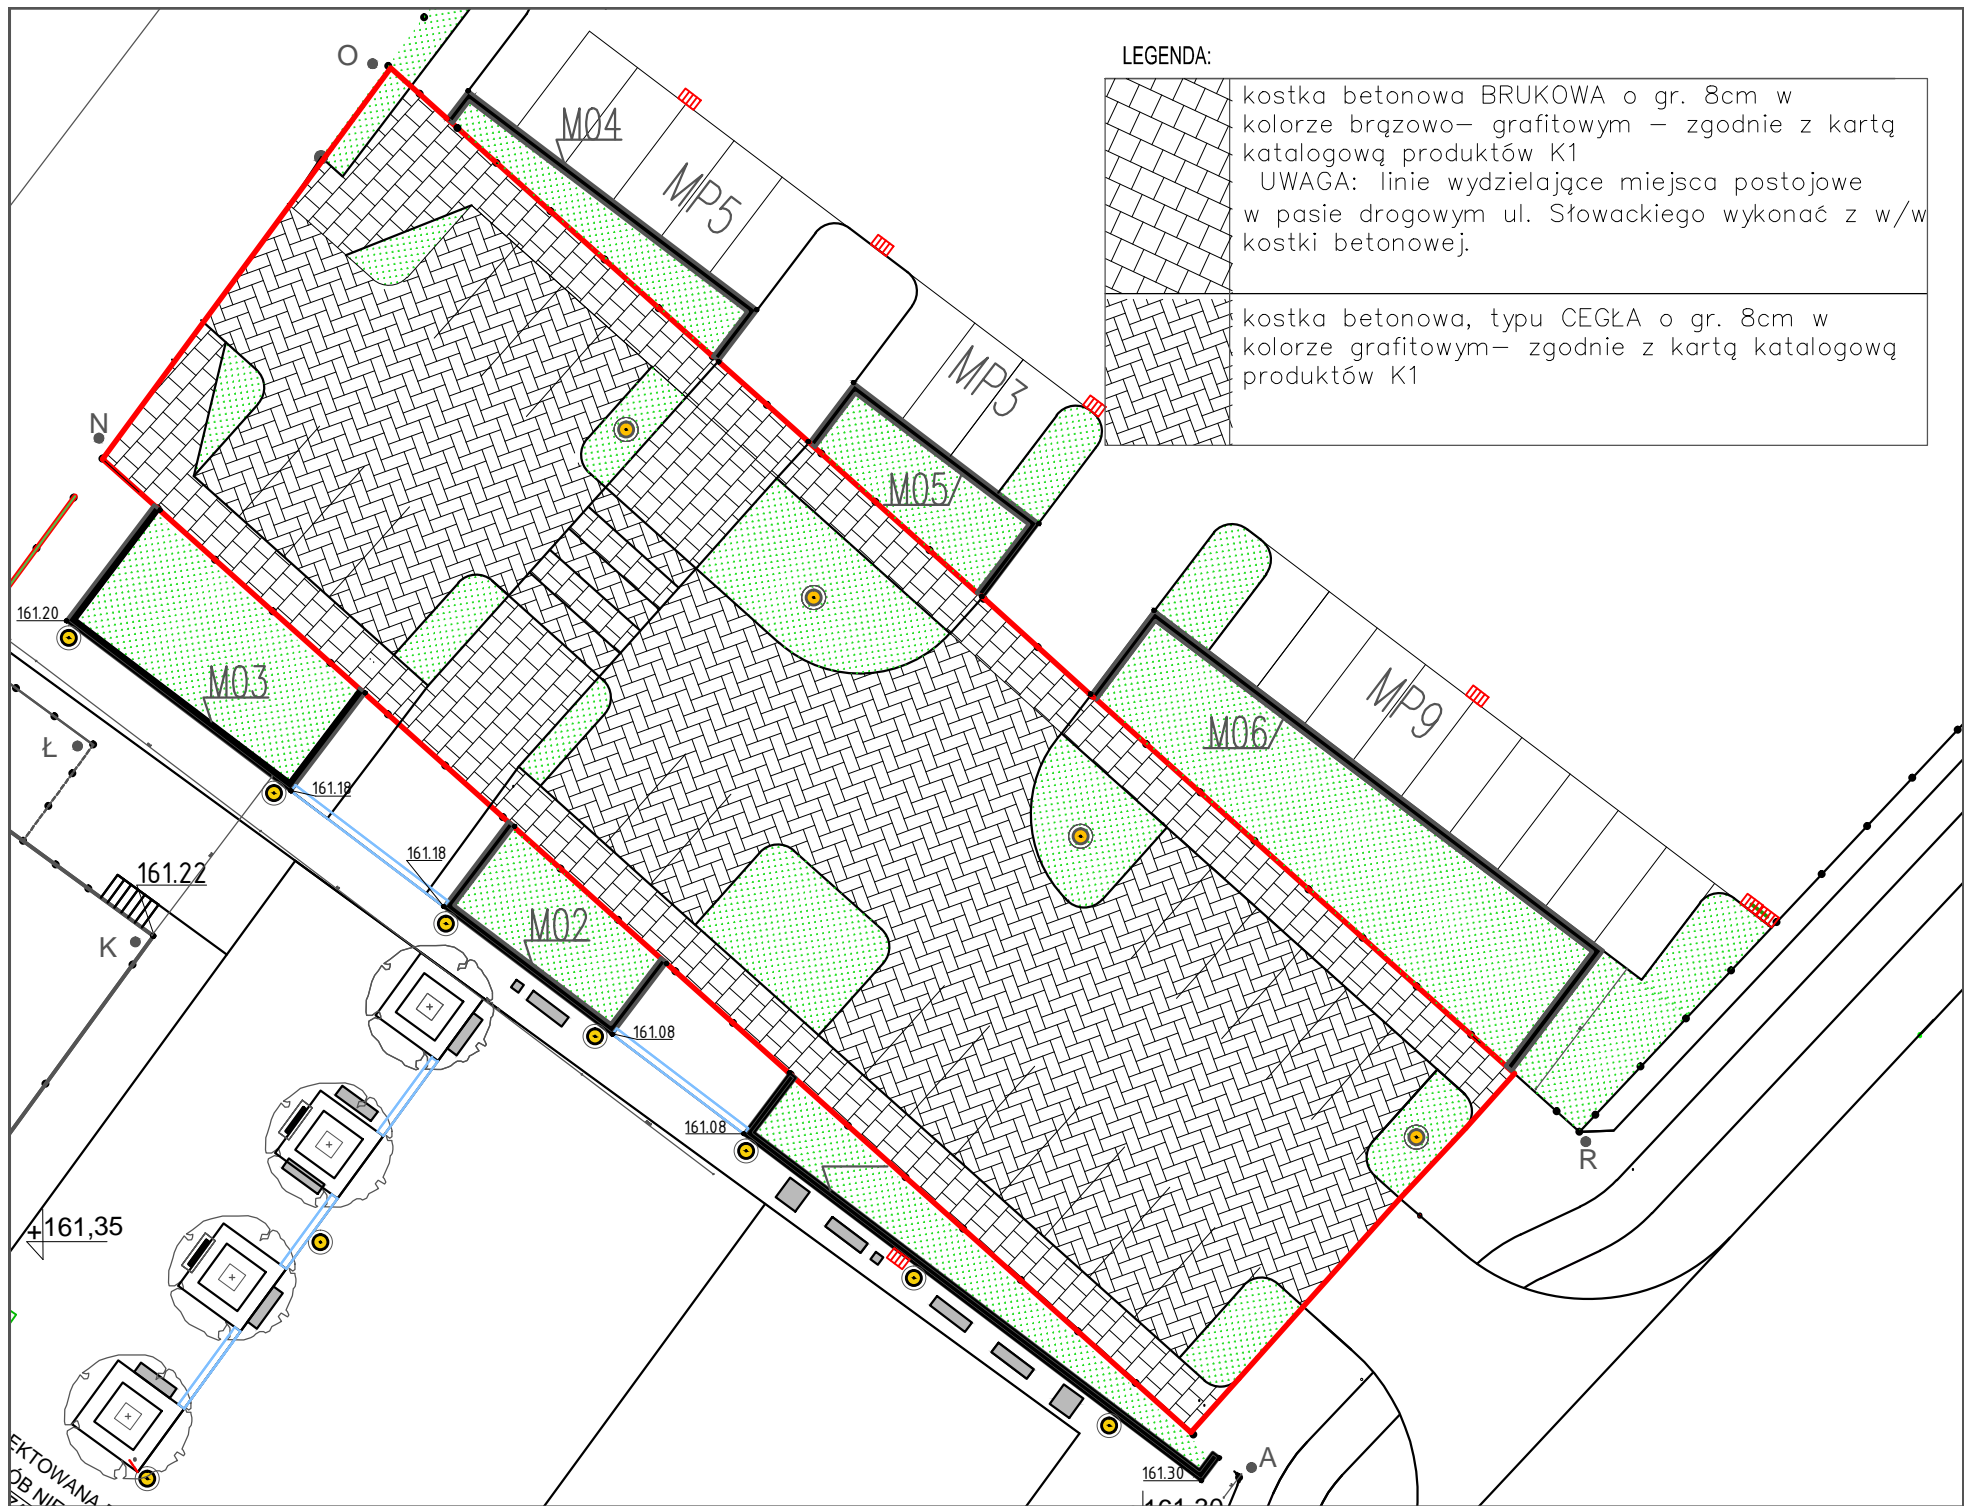 O
LEGENDA:
kostka betonowa BRUKOWA o gr. 8cm w
kolorze brązowo– grafitowym – zgodnie z kartą
katalogową produktów K1
UWAGA: linie wydzielające miejsca postojowe
w pasie drogowym ul. Słowackiego wykonać z w/w
kostki betonowej.
kostka betonowa, typu CEGŁA o gr. 8cm w
kolorze grafitowym– zgodnie z kartą katalogową
produktów K1
M04
MP5
MP3
N
M05
161.20
M03
MP9
M06
Ł
161.18
161.18
161.22
K
M02
161.08
161.08
R
+161,35
A
161.30